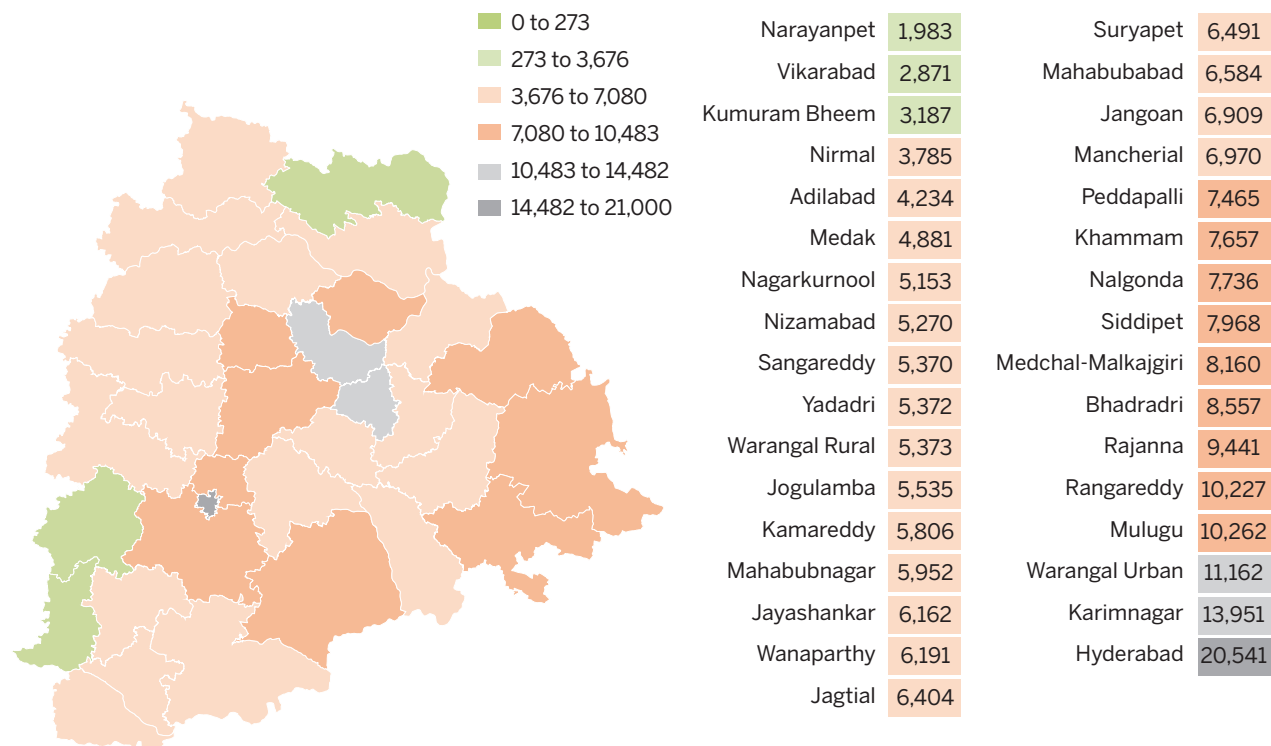 0 to 273
273 to 3,676
3,676 to 7,080
7,080 to 10,483
10,483 to 14,482
14,482 to 21,000
Narayanpet 1,983
Vikarabad 2,871
Kumuram Bheem 3,187
Nirmal 3,785
Adilabad 4,234
Medak 4,881
Nagarkurnool 5,153
Nizamabad 5,270
Sangareddy 5,370
Yadadri 5,372
Warangal Rural 5,373
Jogulamba 5,535
Kamareddy 5,806
Mahabubnagar 5,952
Jayashankar 6,162
Wanaparthy 6,191
Jagtial 6,404
Suryapet 6,491
Mahabubabad 6,584
Jangoan 6,909
Mancherial 6,970
Peddapalli 7,465
Khammam 7,657
Nalgonda 7,736
Siddipet 7,968
Medchal-Malkajgiri 8,160
Bhadradri 8,557
Rajanna 9,441
Rangareddy 10,227
Mulugu 10,262
Warangal Urban 11,162
Karimnagar 13,951
Hyderabad 20,541